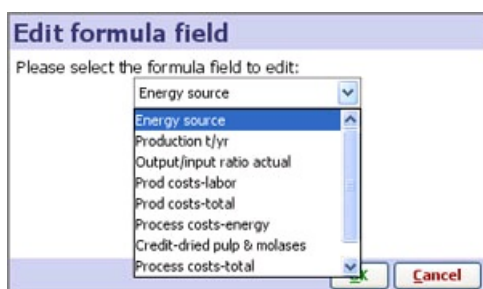 Edit formula field
Please select the formula field to edit:
Energy source
Energy source
Production t/yr
Output/input ratio actual
Prod costs-labor
Prod costs-total
Process costs-energy
Credit-dried pulp & molases
Process costs-total
Cancel